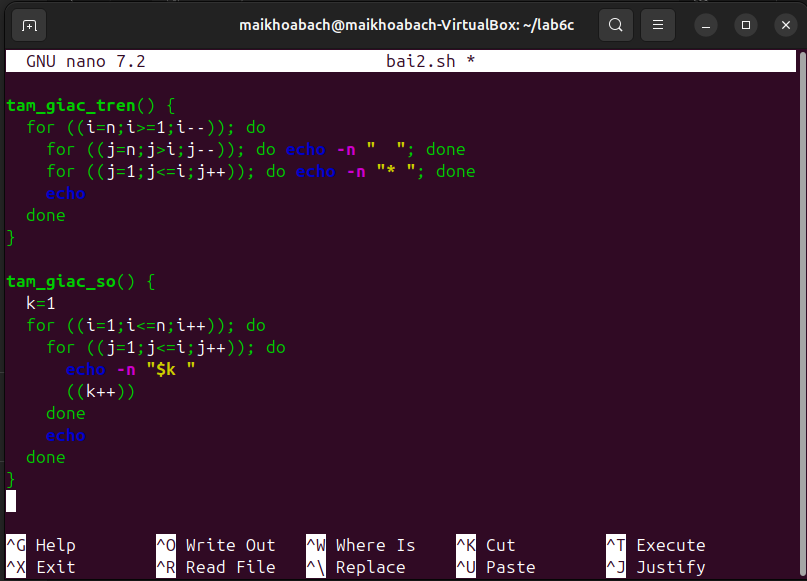 maikhoabach@maikhoabach-VirtualBox: ~/lab6c
GNU nano 7.2 bai2.sh *
tam_giac_tren() {
  for ((i=n;i>=1;i--)); do
    for ((j=n;j>i;j--)); do echo -n "  "; done
    for ((j=1;j<=i;j++)); do echo -n "* "; done
    echo
  done
}
tam_giac_so() {
  k=1
  for ((i=1;i<=n;i++)); do
    for ((j=1;j<=i;j++)); do
      echo -n "$k "
      ((k++))
    done
    echo
  done
}
^G Help ^O Write Out ^W Where Is ^K Cut ^T Execute
^X Exit ^R Read File ^\ Replace ^U Paste ^J Justify